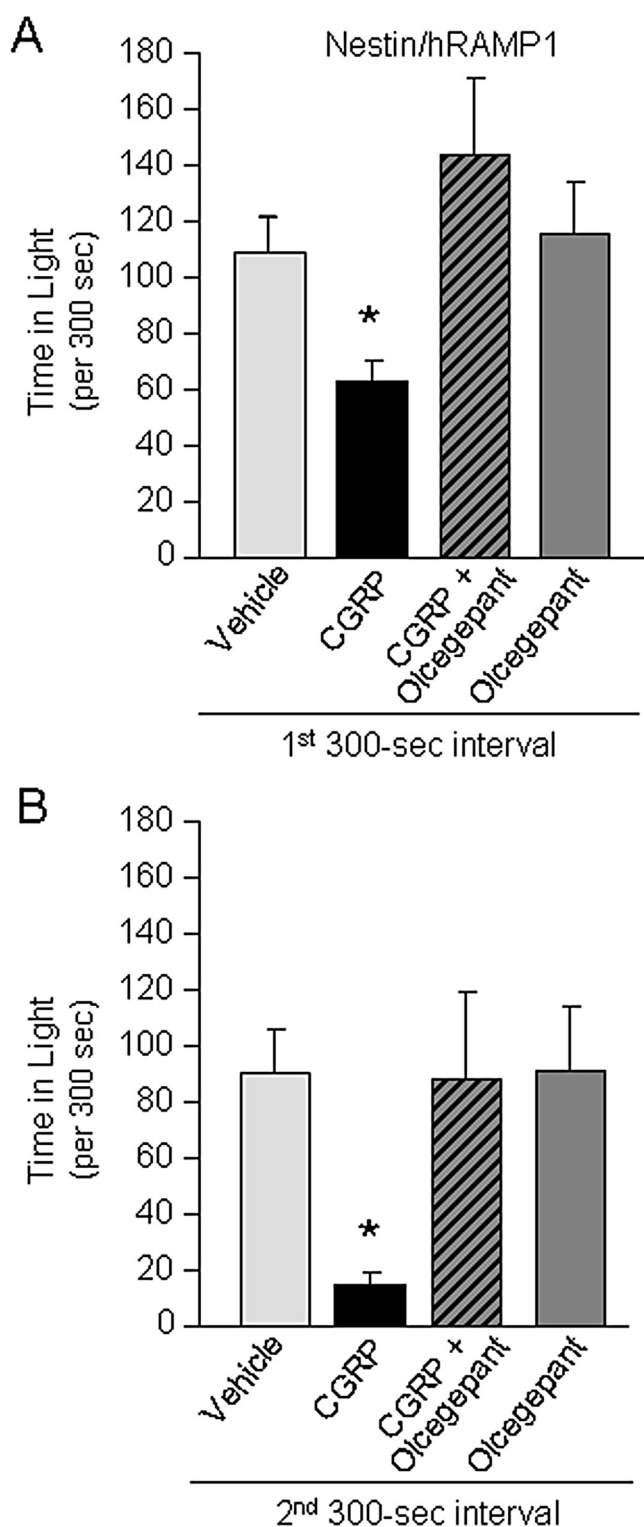 A
Nestin/hRAMP1
Time in Light
(per 300 sec)
180
160
140
120
100
80
60
40
20
0
*
Vehicle
CGRP
CGRP +
Olcegepant
Olcegepant
1st 300-sec interval
B
Time in Light
(per 300 sec)
180
160
140
120
100
80
60
40
20
0
*
Vehicle
CGRP
CGRP +
Olcegepant
Olcegepant
2nd 300-sec interval